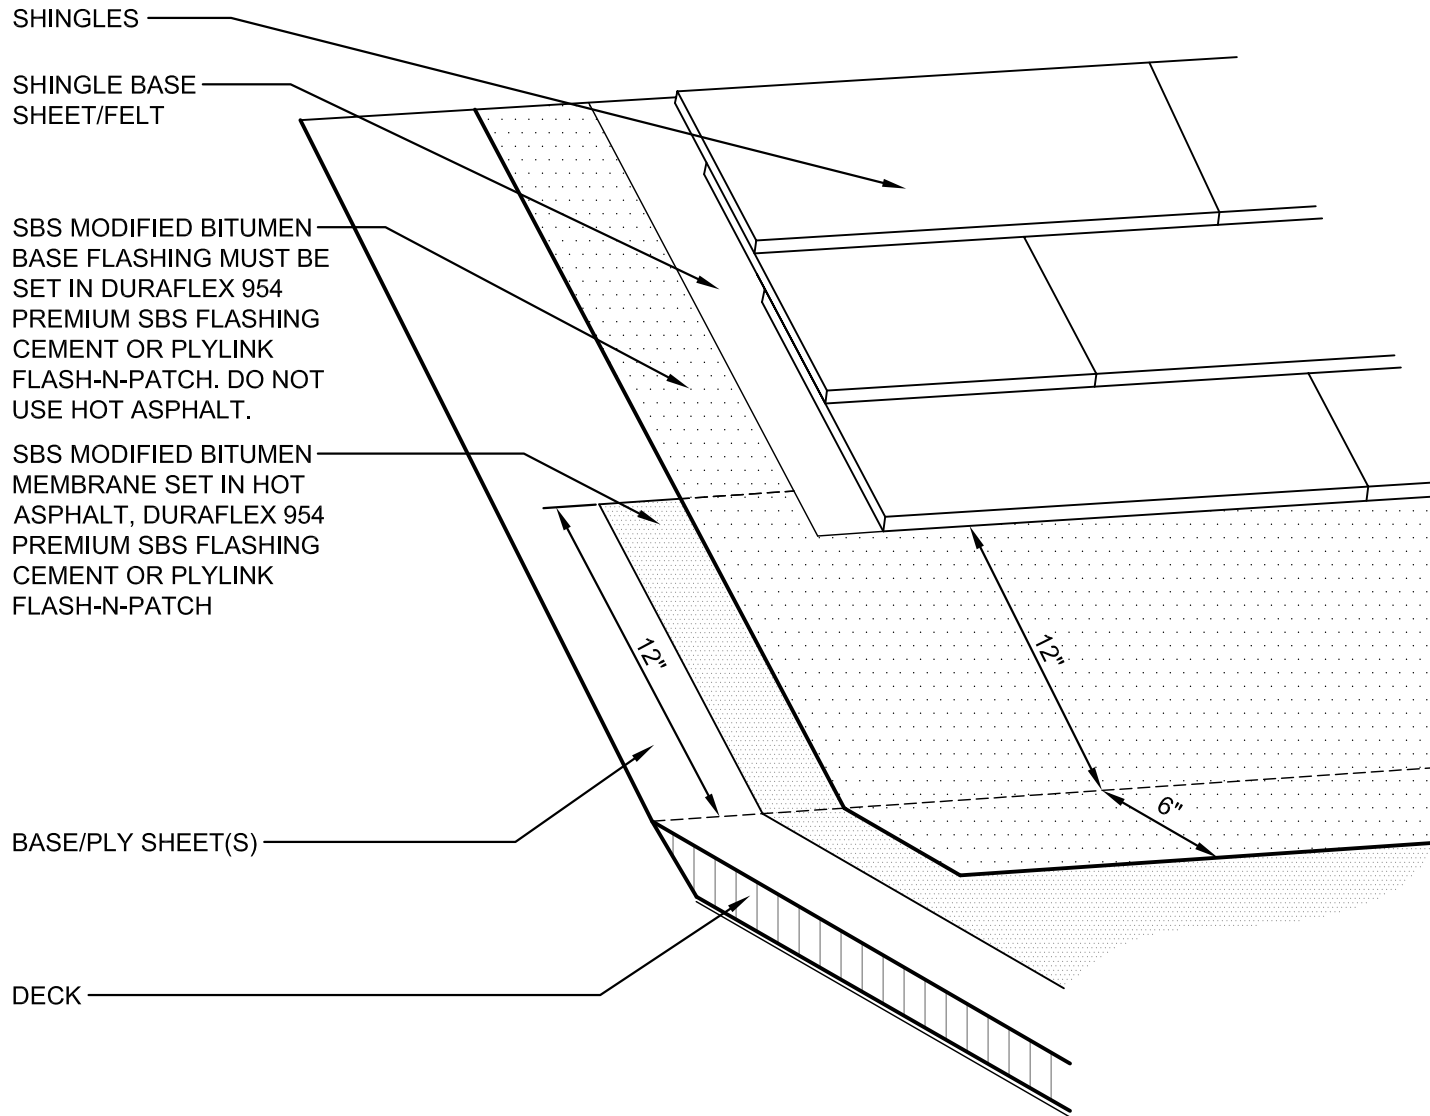 SHINGLES
SHINGLE BASE
SHEET/FELT
SBS MODIFIED BITUMEN
BASE FLASHING MUST BE
SET IN DURAFLEX 954
PREMIUM SBS FLASHING
CEMENT OR PLYLINK
FLASH-N-PATCH. DO NOT
USE HOT ASPHALT.
SBS MODIFIED BITUMEN
MEMBRANE SET IN HOT
ASPHALT, DURAFLEX 954
PREMIUM SBS FLASHING
CEMENT OR PLYLINK
FLASH-N-PATCH
12"
12"
6"
BASE/PLY SHEET(S)
DECK